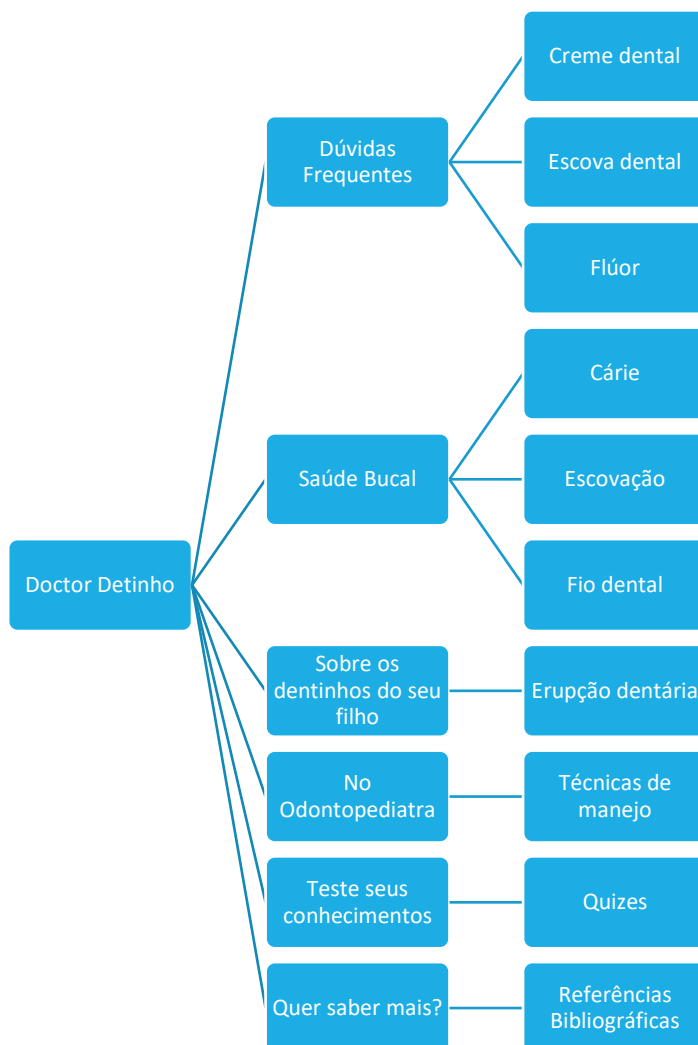 Doctor Detinho
Dúvidas
Frequentes
Creme dental
Escova dental
Flúor
Saúde Bucal
Cárie
Escovação
Fio dental
Sobre os
dentinhos do seu
filho
Erupção dentária
No
Odontopediatra
Técnicas de
manejo
Teste seus
conhecimentos
Quizes
Quer saber mais?
Referências
Bibliográficas